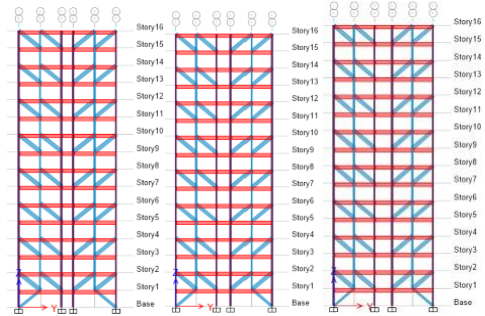 Story16
Story15
Story14
Story13
Story12
Story11
Story10
Story9
Story8
Story7
Story6
Story5
Story4
Story3
Story2
Story1
Base
Z
Y
Story16
Story15
Story14
Story13
Story12
Story11
Story10
Story9
Story8
Story7
Story6
Story5
Story4
Story3
Story2
Story1
Base
Z
Y
Story16
Story15
Story14
Story13
Story12
Story11
Story10
Story9
Story8
Story7
Story6
Story5
Story4
Story3
Story2
Story1
Base
Z
Y